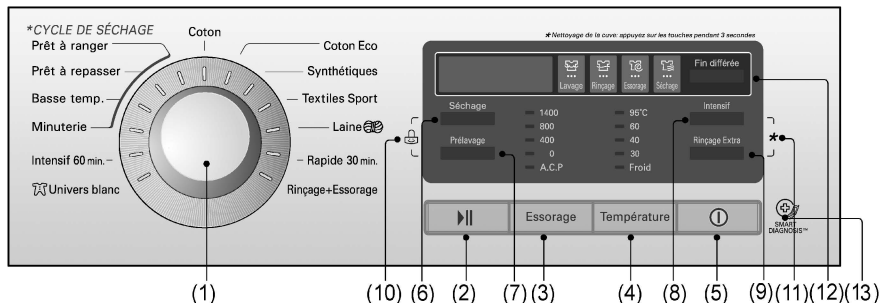 *CYCLE DE SÉCHAGE
Prêt à ranger
Prêt à repasser
Basse temp.
Minuterie
Intensif 60 min.
Univers blanc
Coton
Coton Eco
Synthétiques
Textiles Sport
Laine
Rapide 30 min.
Rinçage+Essorage
* Nettoyage de la cuve: appuyez sur les touches pendant 3 secondes
Lavage
Rinçage
Essorage
Séchage
Fin différée
Séchage
Prélavage
1400
800
400
0
A.C.P
95°C
60
40
30
Froid
Intensif
Rinçage Extra
*
Essorage
Température
SMART
DIAGNOSIS™
(1)
(10)
(6)
(2)
(7)
(3)
(4)
(8)
(5)
(9)
(11)
(12)
(13)